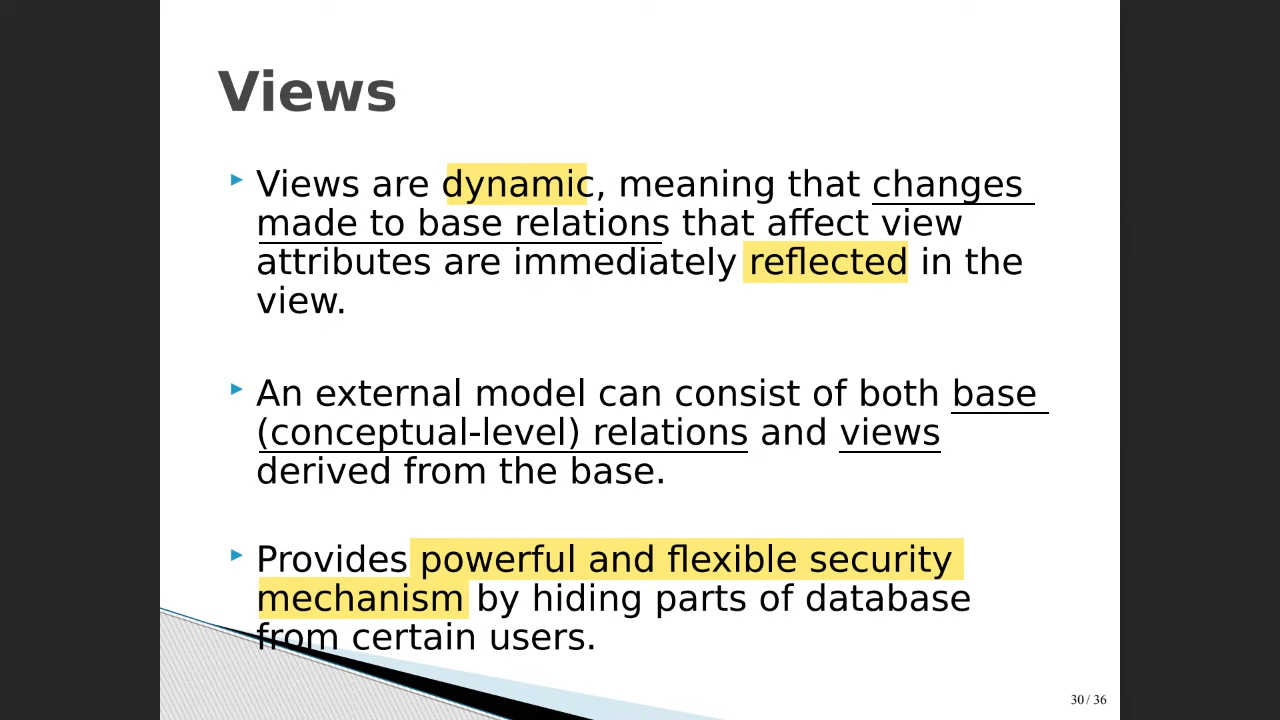 Views
Views are dynamic, meaning that changes
made to base relations that affect view
attributes are immediately reflected in the
view.
An external model can consist of both base
(conceptual-level) relations and views
derived from the base.
Provides powerful and flexible security
mechanism by hiding parts of database
from certain users.
30 / 36